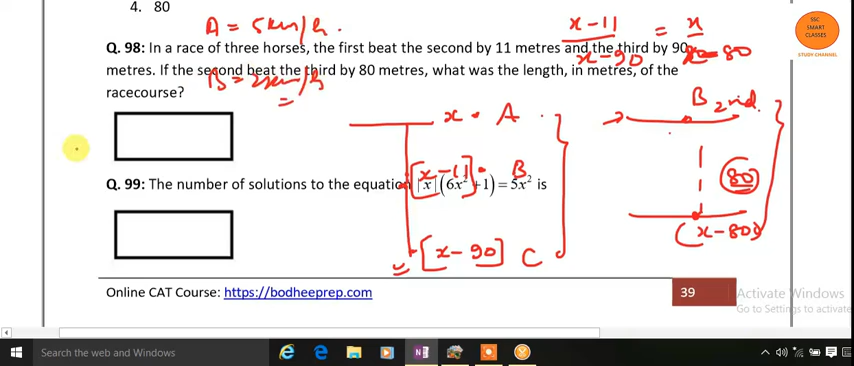 4. 80
A = 5km/h.
x-11 / x-90 = x / x-80
Q. 98: In a race of three horses, the first beat the second by 11 metres and the third by 90
metres. If the second beat the third by 80 metres, what was the length, in metres, of the
racecourse?
B = 2km/h
x . A
B 2nd.
[x-11] B
80
(x-80)
[x-90] C
Q. 99: The number of solutions to the equation |x|(6x²+1) = 5x² is
Online CAT Course: https://bodheeprep.com
39
SSC
SMART
CLASSES
STUDY CHANNEL
Activate Windows
Go to Settings to activate
Search the web and Windows